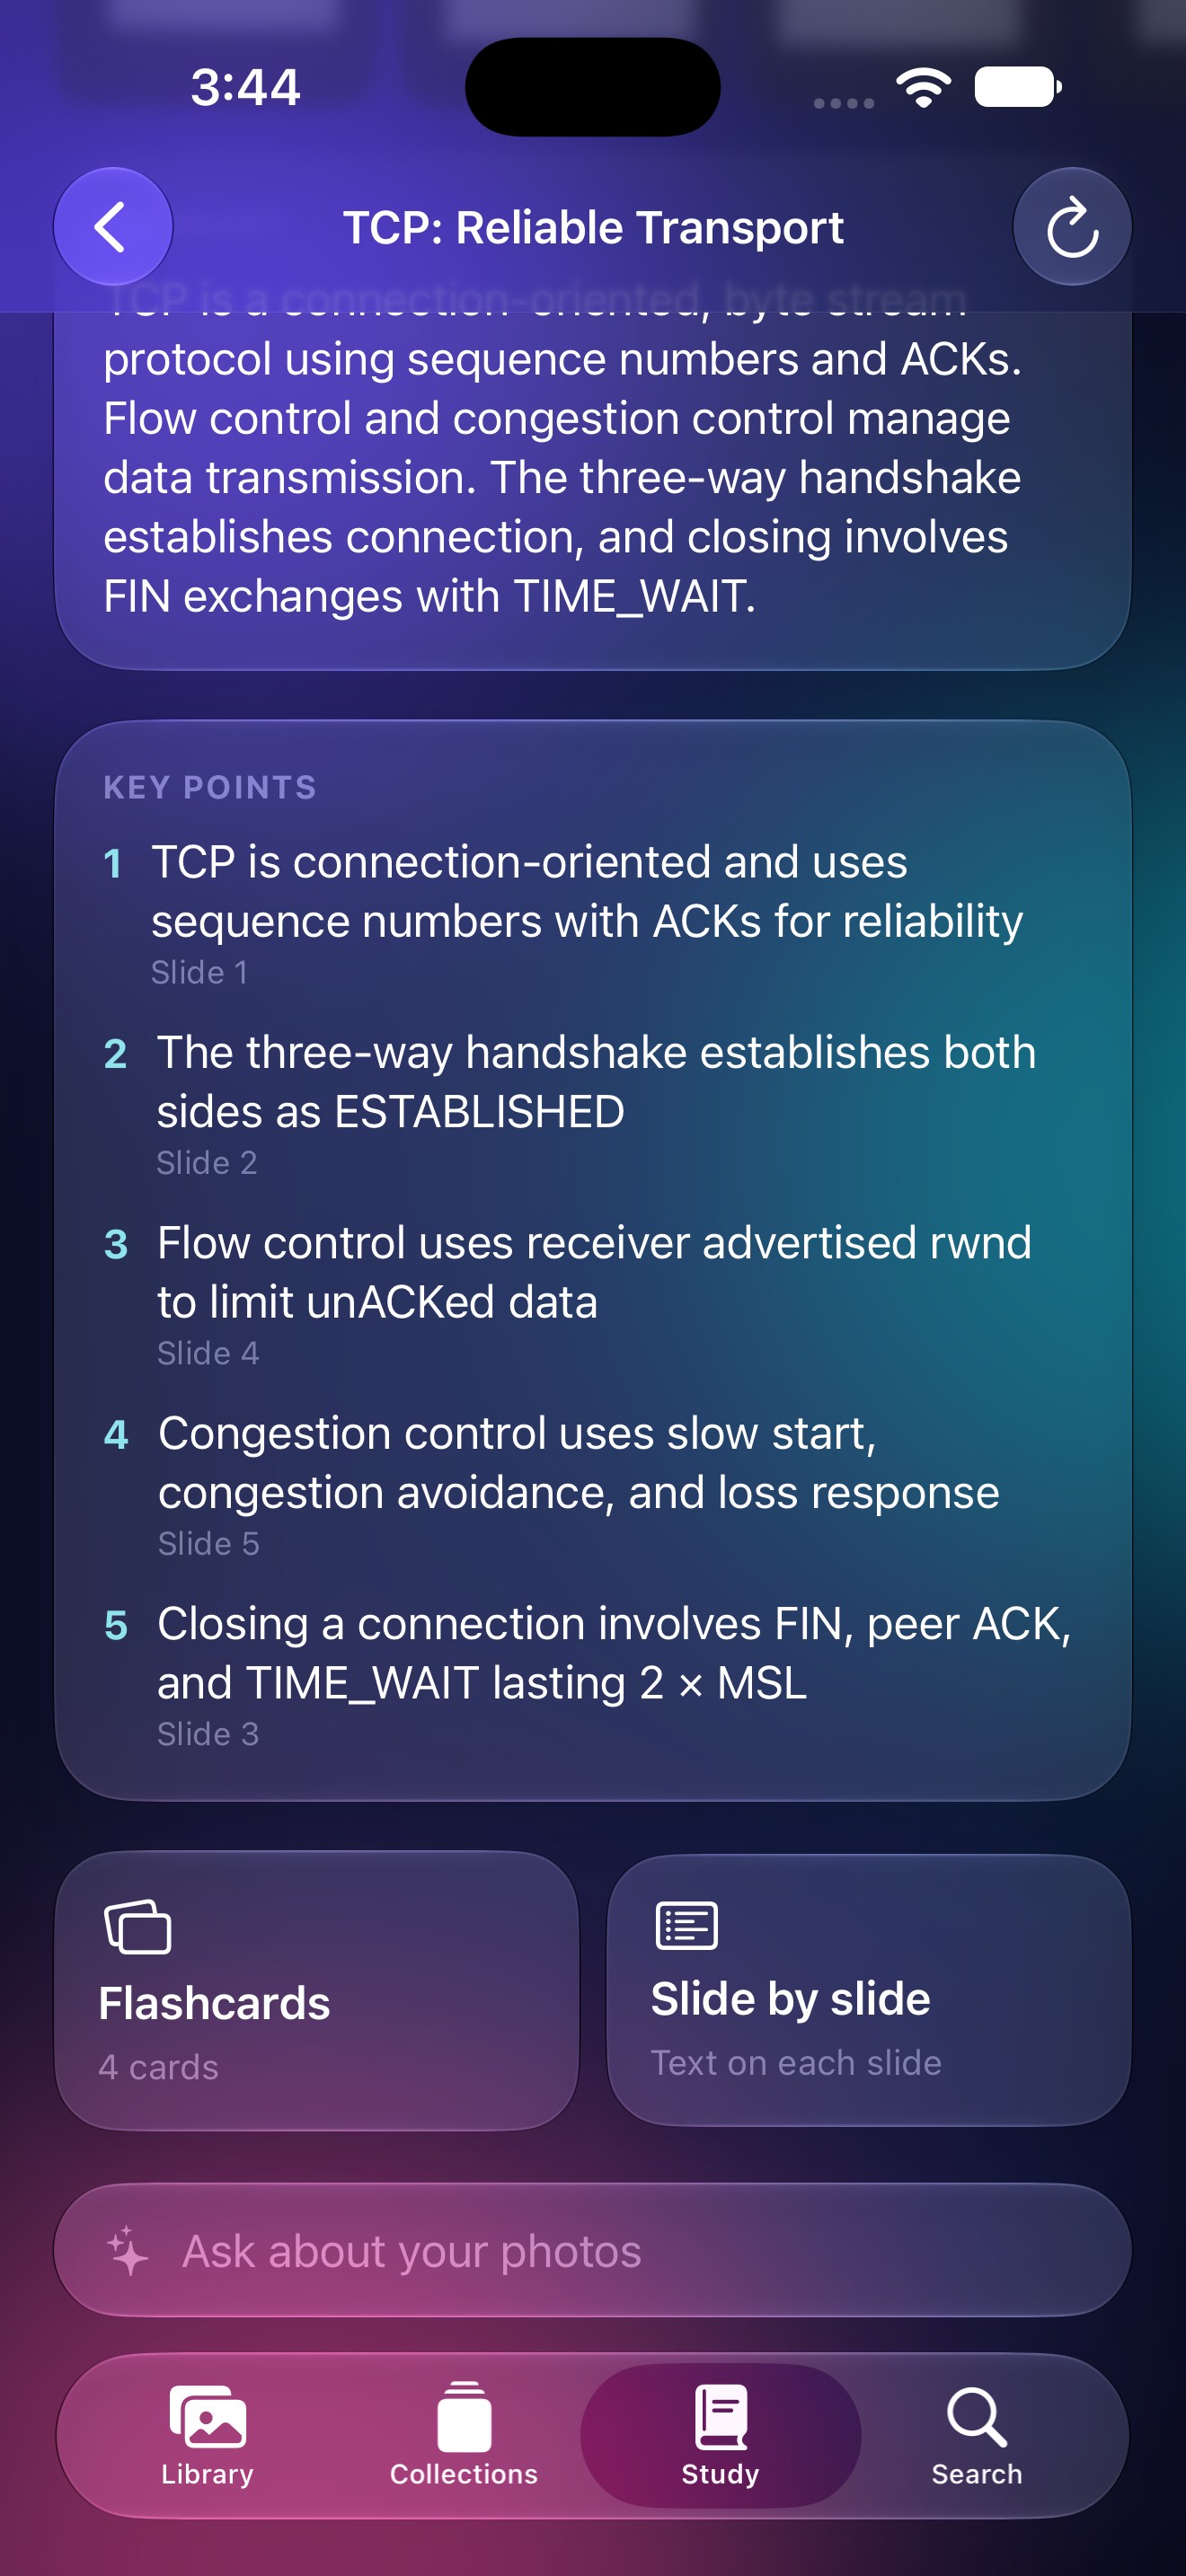 3:44
TCP: Reliable Transport
TCP is a connection-oriented, byte stream
protocol using sequence numbers and ACKs.
Flow control and congestion control manage
data transmission. The three-way handshake
establishes connection, and closing involves
FIN exchanges with TIME_WAIT.
KEY POINTS
1 TCP is connection-oriented and uses
sequence numbers with ACKs for reliability
Slide 1
2 The three-way handshake establishes both
sides as ESTABLISHED
Slide 2
3 Flow control uses receiver advertised rwnd
to limit unACKed data
Slide 4
4 Congestion control uses slow start,
congestion avoidance, and loss response
Slide 5
5 Closing a connection involves FIN, peer ACK,
and TIME_WAIT lasting 2 × MSL
Slide 3
Flashcards
4 cards
Slide by slide
Text on each slide
Ask about your photos
Library
Collections
Study
Search